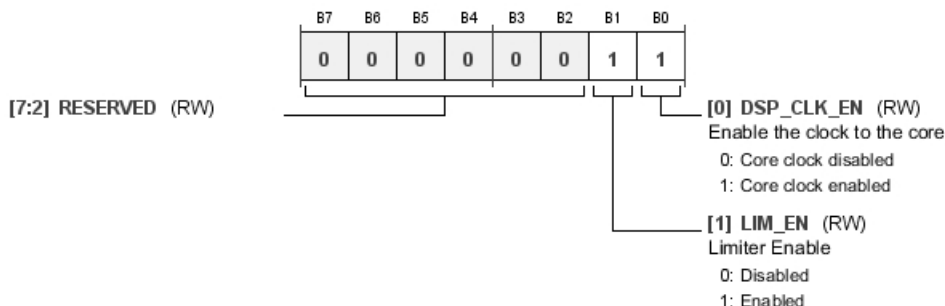 B7 B6 B5 B4 B3 B2 B1 B0
0 0 0 0 0 0 1 1
[7:2] RESERVED (RW)
[0] DSP_CLK_EN (RW)
Enable the clock to the core
0: Core clock disabled
1: Core clock enabled
[1] LIM_EN (RW)
Limiter Enable
0: Disabled
1: Enabled